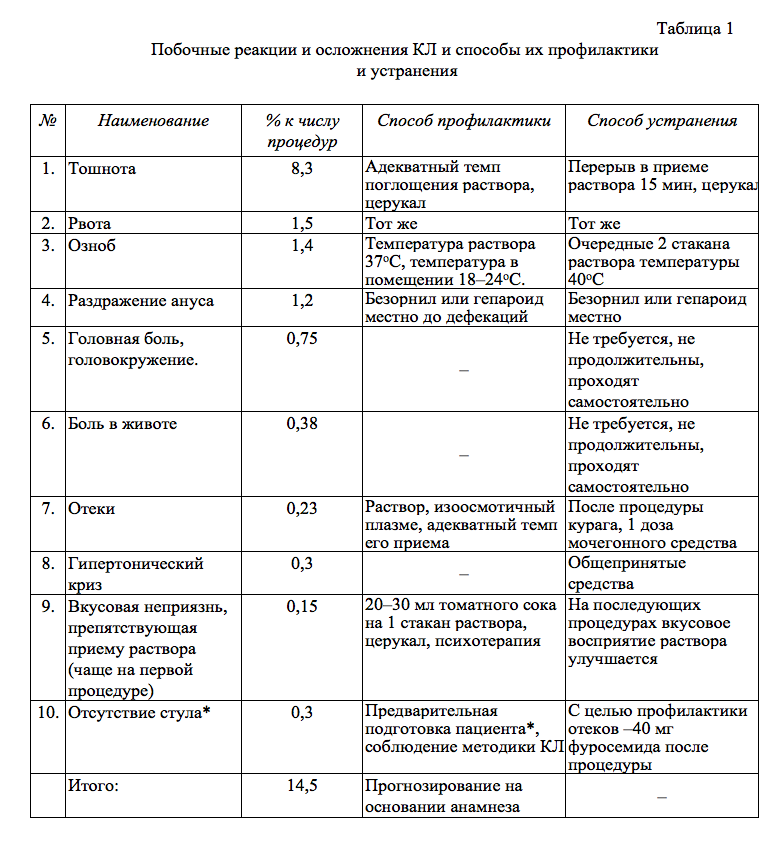 Таблица 1
Побочные реакции и осложнения КЛ и способы их профилактики
и устранения
№ Наименование % к числу процедур Способ профилактики Способ устранения
1. Тошнота 8,3 Адекватный темп Перерыв в приеме
поглощения раствора, раствора 15 мин, церукал
церукал
2. Рвота 1,5 Тот же Тот же
3. Озноб 1,4 Температура раствора Очередные 2 стакана
37°С, температура в раствора температуры
помещении 18–24°С. 40°С
4. Раздражение ануса 1,2 Безорнил или гепароид Безорнил или гепароид
местно до дефекаций местно
5. Головная боль, 0,75 – Не требуется, не
головокружение. продолжительны,
проходят
самостоятельно
6. Боль в животе 0,38 – Не требуется, не
продолжительны,
проходят
самостоятельно
7. Отеки 0,23 Раствор, изоосмотичный После процедуры
плазме, адекватный темп курага, 1 доза
его приема мочегонного средства
8. Гипертонический 0,3 – Общепринятые
криз средства
9. Вкусовая неприязнь, 0,15 20–30 мл томатного сока На последующих
препятствующая на 1 стакан раствора, процедурах вкусовое
приему раствора церукал, психотерапия восприятие раствора
(чаще на первой улучшается
процедуре)
10. Отсутствие стула* 0,3 Предварительная С целью профилактики
подготовка пациента*, отеков –40 мг
соблюдение методики КЛ фуросемида после
процедуры
Итого: 14,5 Прогнозирование на –
основании анамнеза